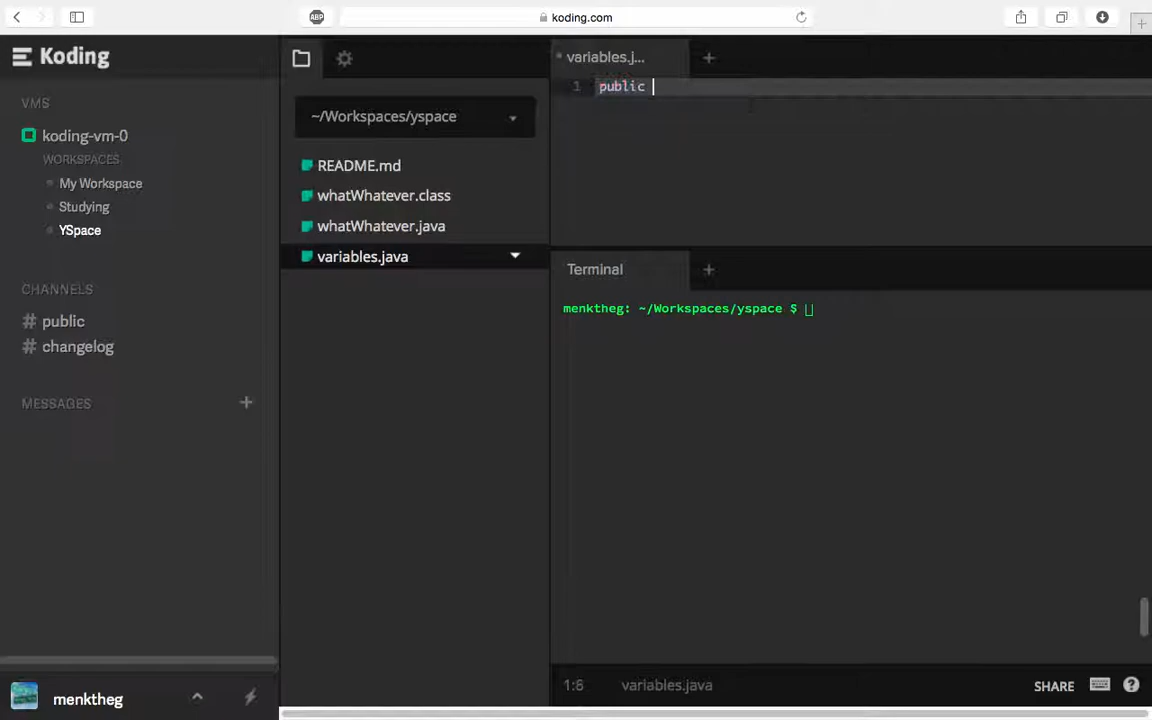 koding.com
ABP
Koding
VMS
koding-vm-0
WORKSPACES
My Workspace
Studying
YSpace
CHANNELS
# public
# changelog
MESSAGES +
menktheg
~/Workspaces/yspace
README.md
whatWhatever.class
whatWhatever.java
variables.java
variables.j... +
1 public
Terminal +
menktheg: ~/Workspaces/yspace $
1:6 variables.java
SHARE ?